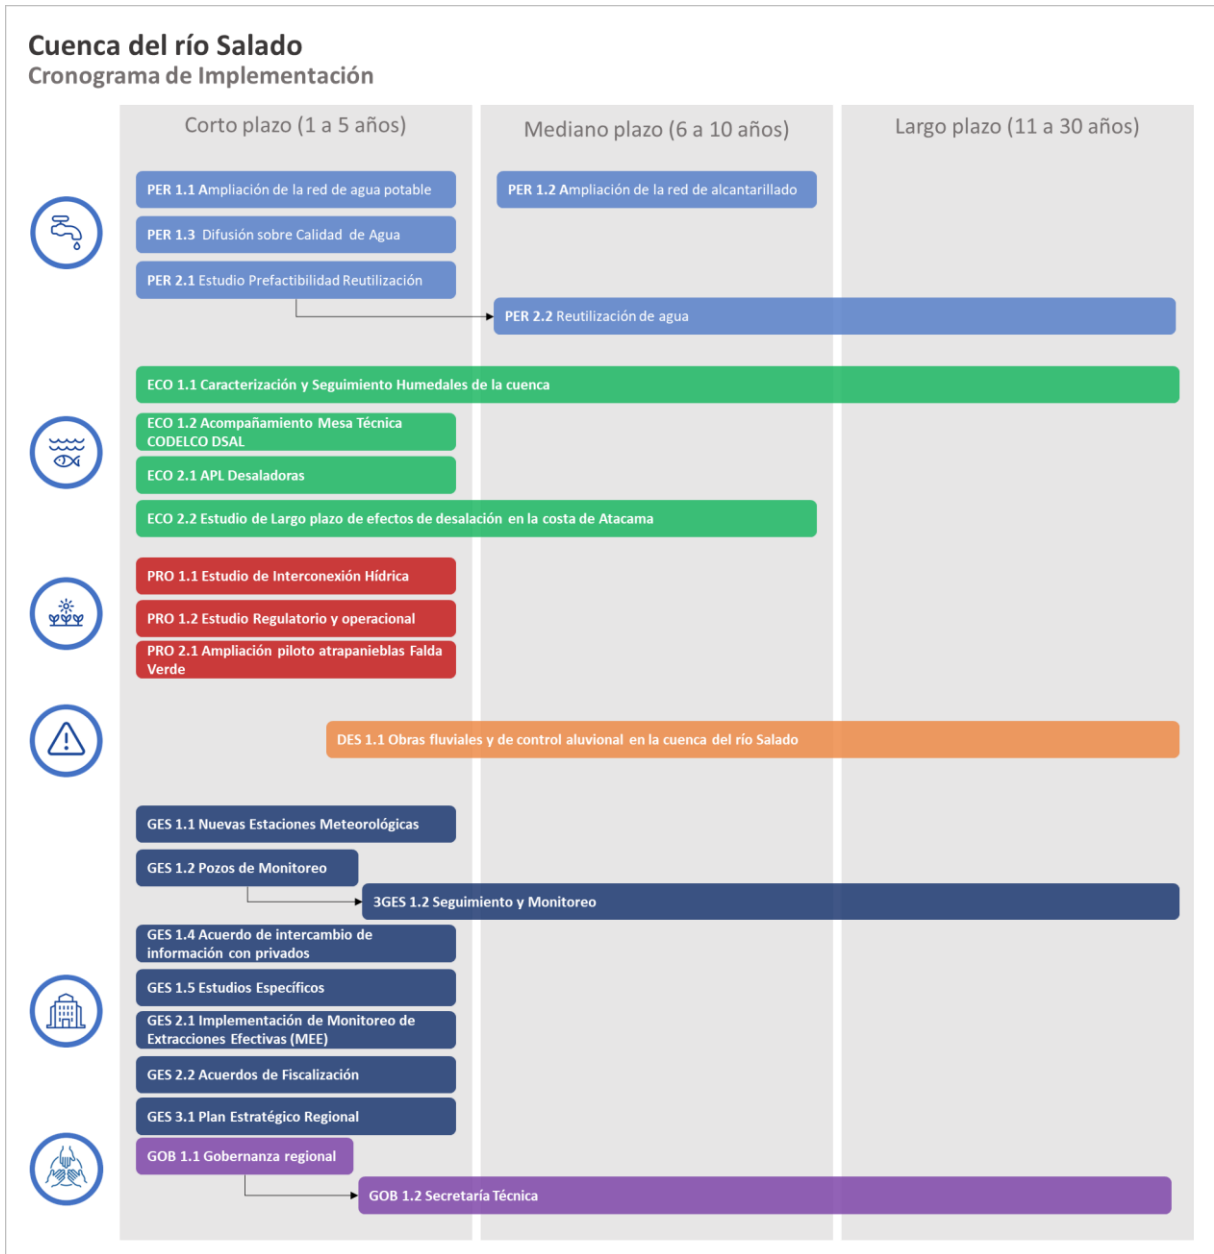 Cuenca del río Salado
Cronograma de Implementación
Corto plazo (1 a 5 años)
Mediano plazo (6 a 10 años)
Largo plazo (11 a 30 años)
PER 1.1 Ampliación de la red de agua potable
PER 1.2 Ampliación de la red de alcantarillado
PER 1.3 Difusión sobre Calidad de Agua
PER 2.1 Estudio Prefactibilidad Reutilización
PER 2.2 Reutilización de agua
ECO 1.1 Caracterización y Seguimiento Humedales de la cuenca
ECO 1.2 Acompañamiento Mesa Técnica
CODELCO DSAL
ECO 2.1 APL Desaladoras
ECO 2.2 Estudio de Largo plazo de efectos de desalación en la costa de Atacama
PRO 1.1 Estudio de Interconexión Hídrica
PRO 1.2 Estudio Regulatorio y operacional
PRO 2.1 Ampliación piloto atrapanieblas Falda
Verde
DES 1.1 Obras fluviales y de control aluvional en la cuenca del río Salado
GES 1.1 Nuevas Estaciones Meteorológicas
GES 1.2 Pozos de Monitoreo
3GES 1.2 Seguimiento y Monitoreo
GES 1.4 Acuerdo de intercambio de
información con privados
GES 1.5 Estudios Específicos
GES 2.1 Implementación de Monitoreo de
Extracciones Efectivas (MEE)
GES 2.2 Acuerdos de Fiscalización
GES 3.1 Plan Estratégico Regional
GOB 1.1 Gobernanza regional
GOB 1.2 Secretaría Técnica